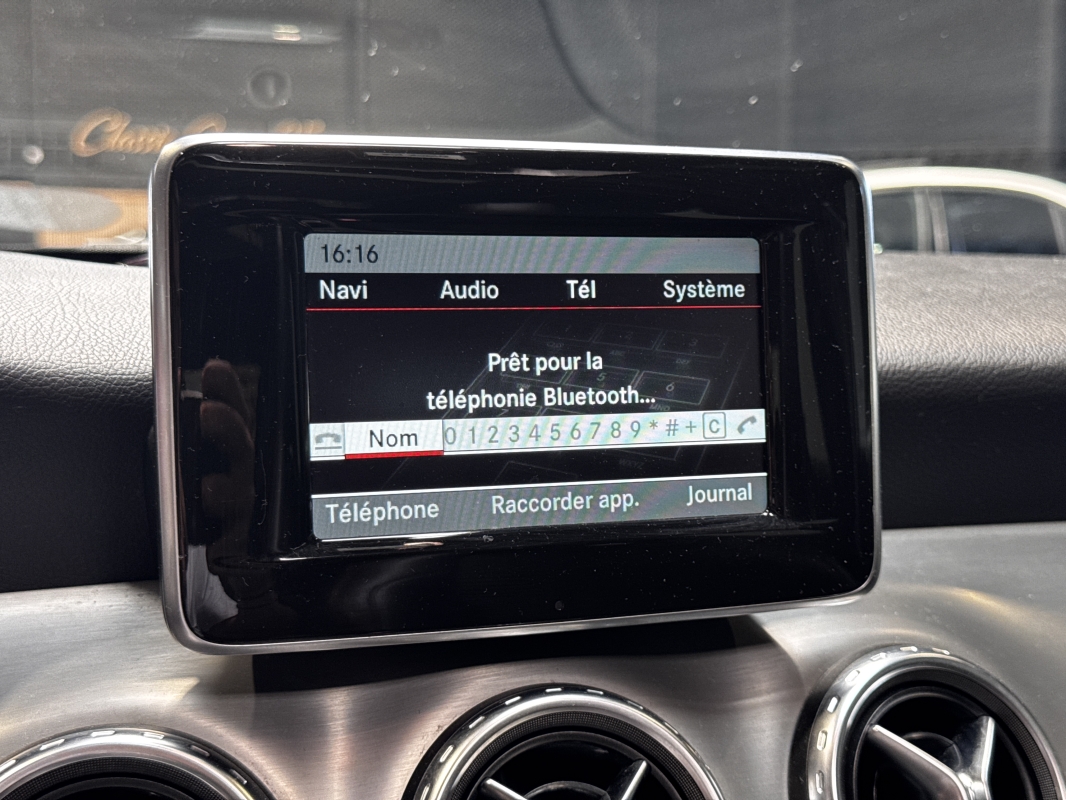 Classic
16:16
Navi Audio Tél Système
Prêt pour la
téléphonie Bluetooth...
Nom 0 1 2 3 4 5 6 7 8 9 * # + C
Téléphone Raccorder app. Journal